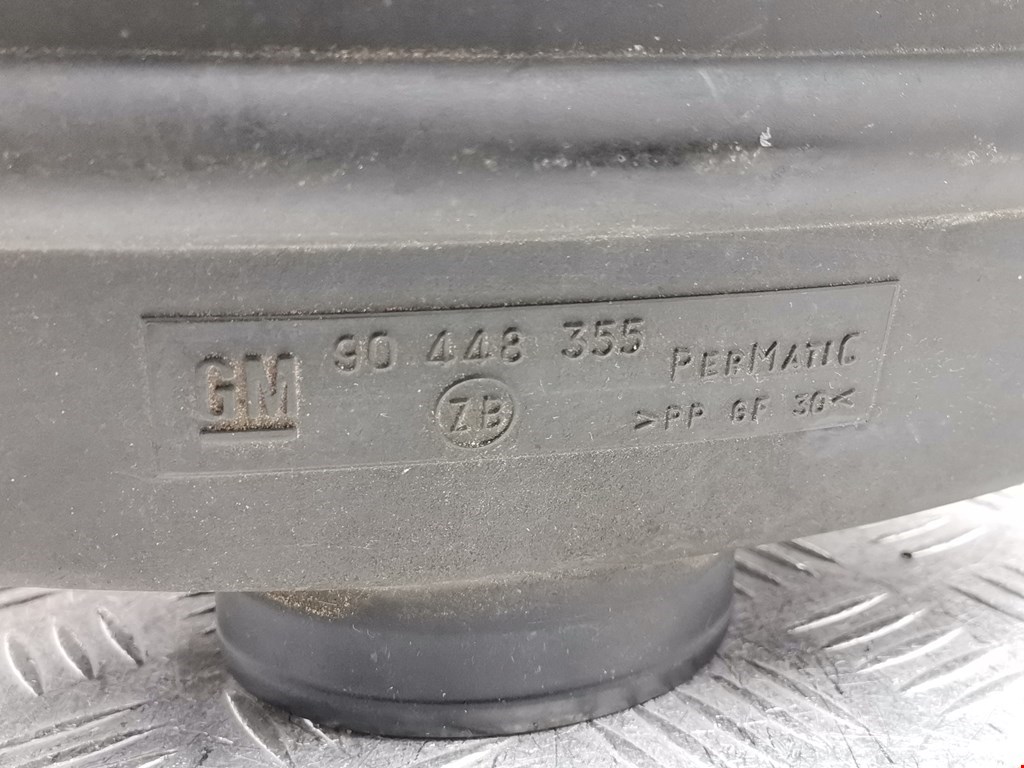 GM 90 448 355 PERMATIC
ZB >PP GF 30<